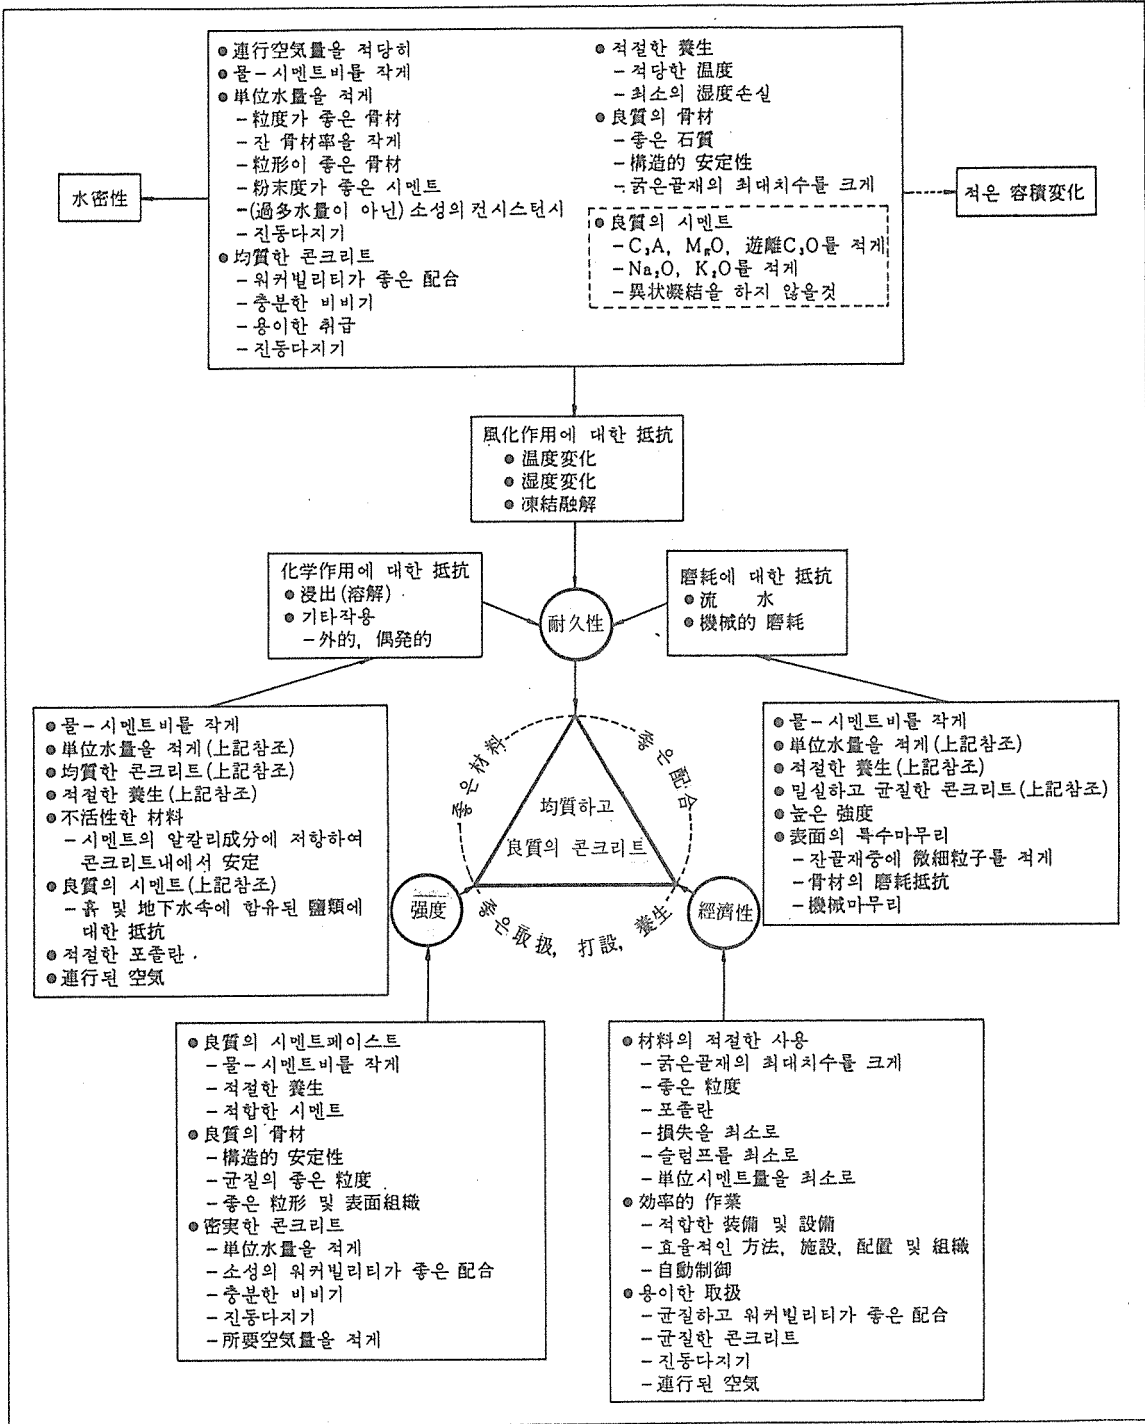 ● 連行空気量을 적당히
● 물-시멘트비를 작게
● 単位水量을 적게
-粒度가 좋은 骨材
-잔 骨材率을 작게
-粒形이 좋은 骨材
-粉末度가 좋은 시멘트
-(過多水量이 아닌)소성의 컨시스턴시
-진동다지기
● 均質한 콘크리트
-워커빌리티가 좋은 配合
-충분한 비비기
-용이한 취급
-진동다지기
● 적절한 養生
-적당한 温度
-최소의 湿度손실
● 良質의 骨材
-좋은 石質
-構造的 安定性
-굵은골재의 최대치수를 크게
● 良質의 시멘트
-C₃A, MgO, 遊離C₃O를 적게
-Na₂O, K₂O를 적게
-異状凝結을 하지 않을것
水密性
적은 容積変化
風化作用에 대한 抵抗
● 温度変化
● 湿度変化
● 凍結融解
化学作用에 대한 抵抗
● 浸出(溶解)
● 기타작용
-外的, 偶発的
耐久性
磨耗에 대한 抵抗
● 流 水
● 機械的 磨耗
● 물-시멘트비를 작게
● 単位水量을 적게(上記참조)
● 均質한 콘크리트(上記참조)
● 적절한 養生(上記참조)
● 不活性한 材料
-시멘트의 알칼리成分에 저항하여
콘크리트내에서 安定
● 良質의 시멘트(上記참조)
-흙 및 地下水속에 함유된 鹽類에
대한 抵抗
● 적절한 포졸란
● 連行된 空気
좋은材料
좋은配合
均質하고
良質의 콘크리트
強度
좋은取扱, 打設, 養生
經濟性
● 물-시멘트비를 작게
● 単位水量을 적게(上記참조)
● 적절한 養生(上記참조)
● 밀실하고 균질한 콘크리트(上記참조)
● 높은 強度
● 表面의 특수마무리
-잔골재중에 微細粒子를 적게
-骨材의 磨耗抵抗
-機械마무리
● 良質의 시멘트페이스트
-물-시멘트비를 작게
-적절한 養生
-적합한 시멘트
● 良質의 骨材
-構造的 安定性
-균질의 좋은 粒度
-좋은 粒形 및 表面組織
● 密実한 콘크리트
-単位水量을 적게
-소성의 워커빌리티가 좋은 配合
-충분한 비비기
-진동다지기
-所要空気量을 적게
● 材料의 적절한 사용
-굵은골재의 최대치수를 크게
-좋은 粒度
-포졸란
-損失을 최소로
-슬럼프를 최소로
-単位시멘트量을 최소로
● 効率的 作業
-적합한 装備 및 設備
-효율적인 方法, 施設, 配置 및 組織
-自動制御
● 용이한 取扱
-균질하고 워커빌리티가 좋은 配合
-균질한 콘크리트
-진동다지기
-連行된 空気